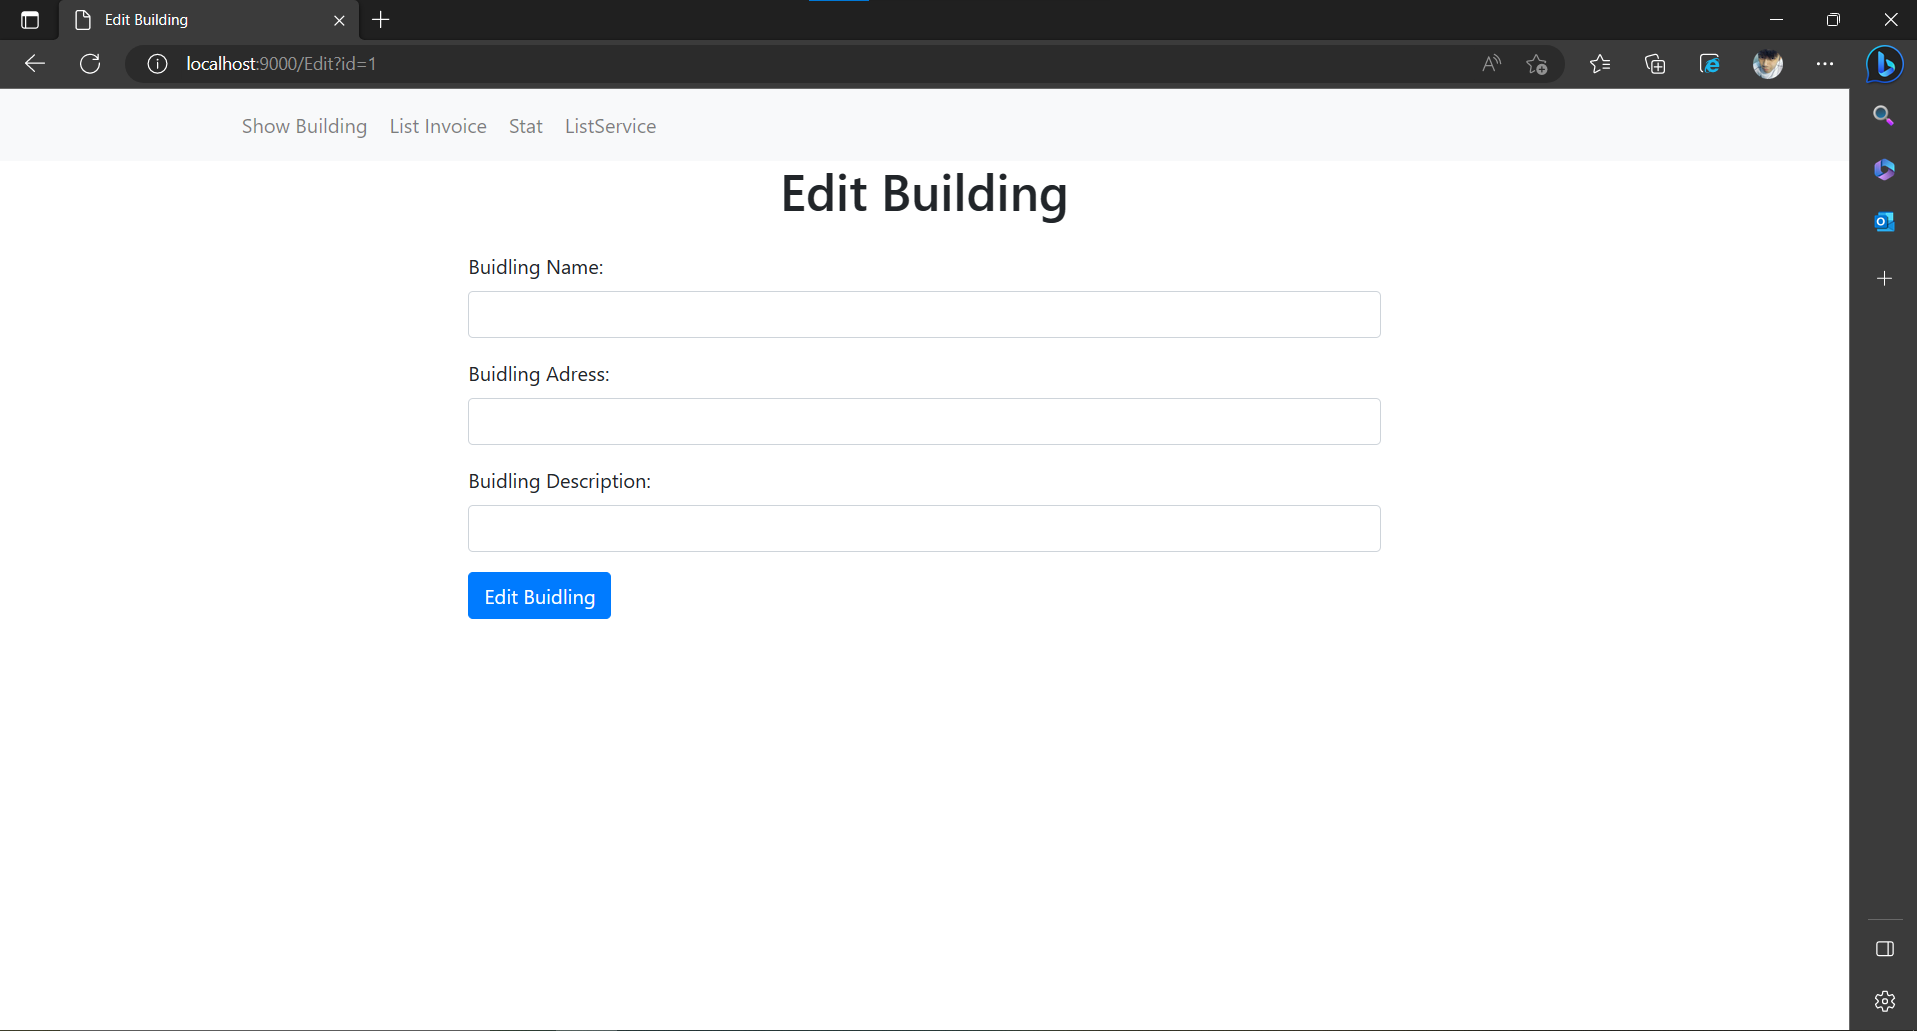 Edit Building
localhost:9000/Edit?id=1
Show Building List Invoice Stat ListService
Edit Building
Buidling Name:
Buidling Adress:
Buidling Description:
Edit Buidling